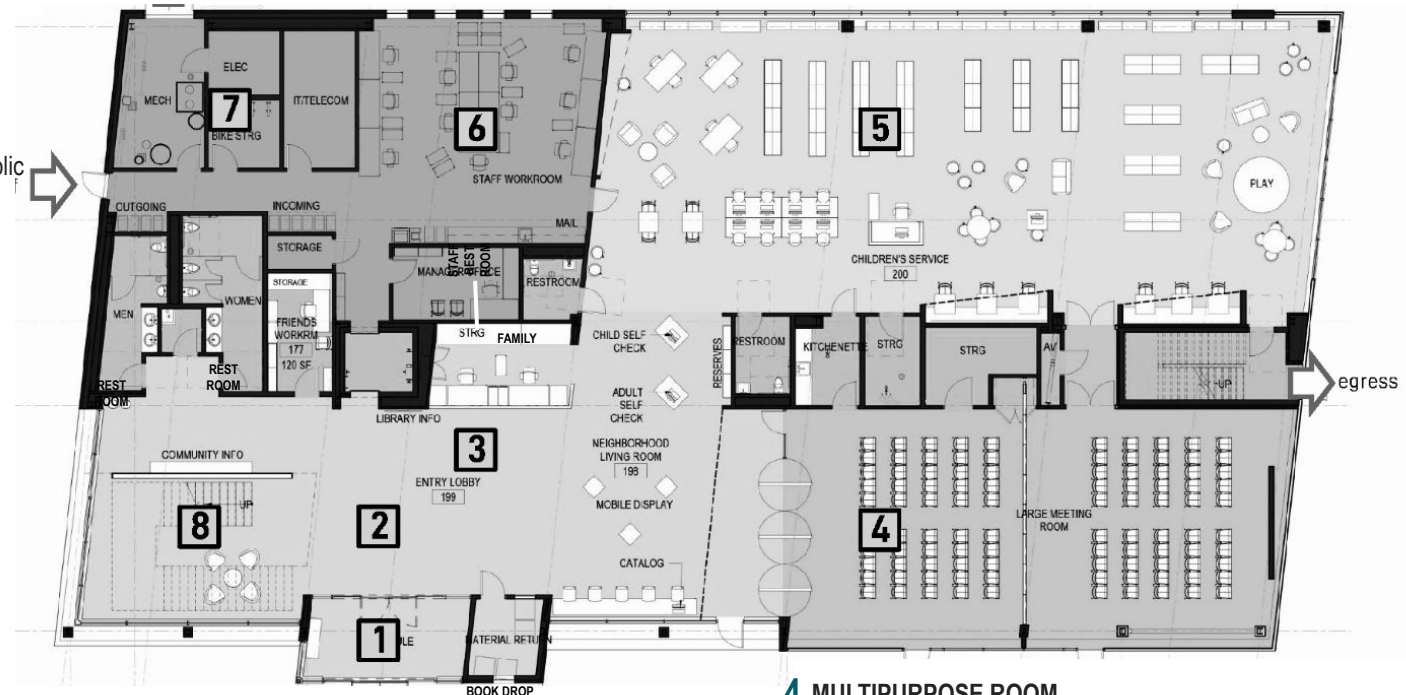 ELEC
MECH
7
IT/TELECOM
BIKE STRG
6
5
STAFF WORKROOM
PLAY
OUTGOING
INCOMING
MAIL
STORAGE
STAFF
REST
ROOM
RESTROOM
CHILDREN'S SERVICE
200
STORAGE
WOMEN
MEN
FRIENDS
WORKRM
177
120 SF
STRG
FAMILY
CHILD SELF
CHECK
RESERVES
RESTROOM
KITCHENETTE
STRG
STRG
AV
UP
egress
REST
ROOM
REST
ROOM
ADULT
SELF
CHECK
LIBRARY INFO
3
NEIGHBORHOOD
LIVING ROOM
198
COMMUNITY INFO
ENTRY LOBBY
199
UP
MOBILE DISPLAY
8
2
4
LARGE MEETING
ROOM
CATALOG
1
MATERIAL RETURN
BOOK DROP
4 MULTIPURPOSE ROOM